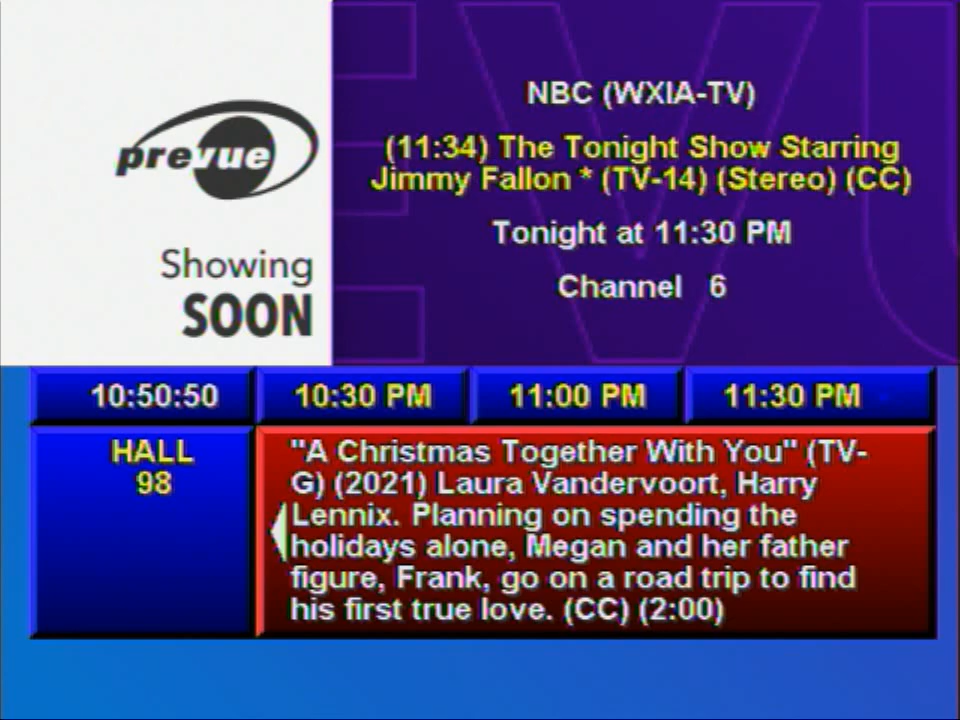 prevue
Showing
SOON
NBC (WXIA-TV)
(11:34) The Tonight Show Starring
Jimmy Fallon * (TV-14) (Stereo) (CC)
Tonight at 11:30 PM
Channel 6
10:50:50
10:30 PM
11:00 PM
11:30 PM
HALL
98
"A Christmas Together With You" (TV-
G) (2021) Laura Vandervoort, Harry
Lennix. Planning on spending the
holidays alone, Megan and her father
figure, Frank, go on a road trip to find
his first true love. (CC) (2:00)